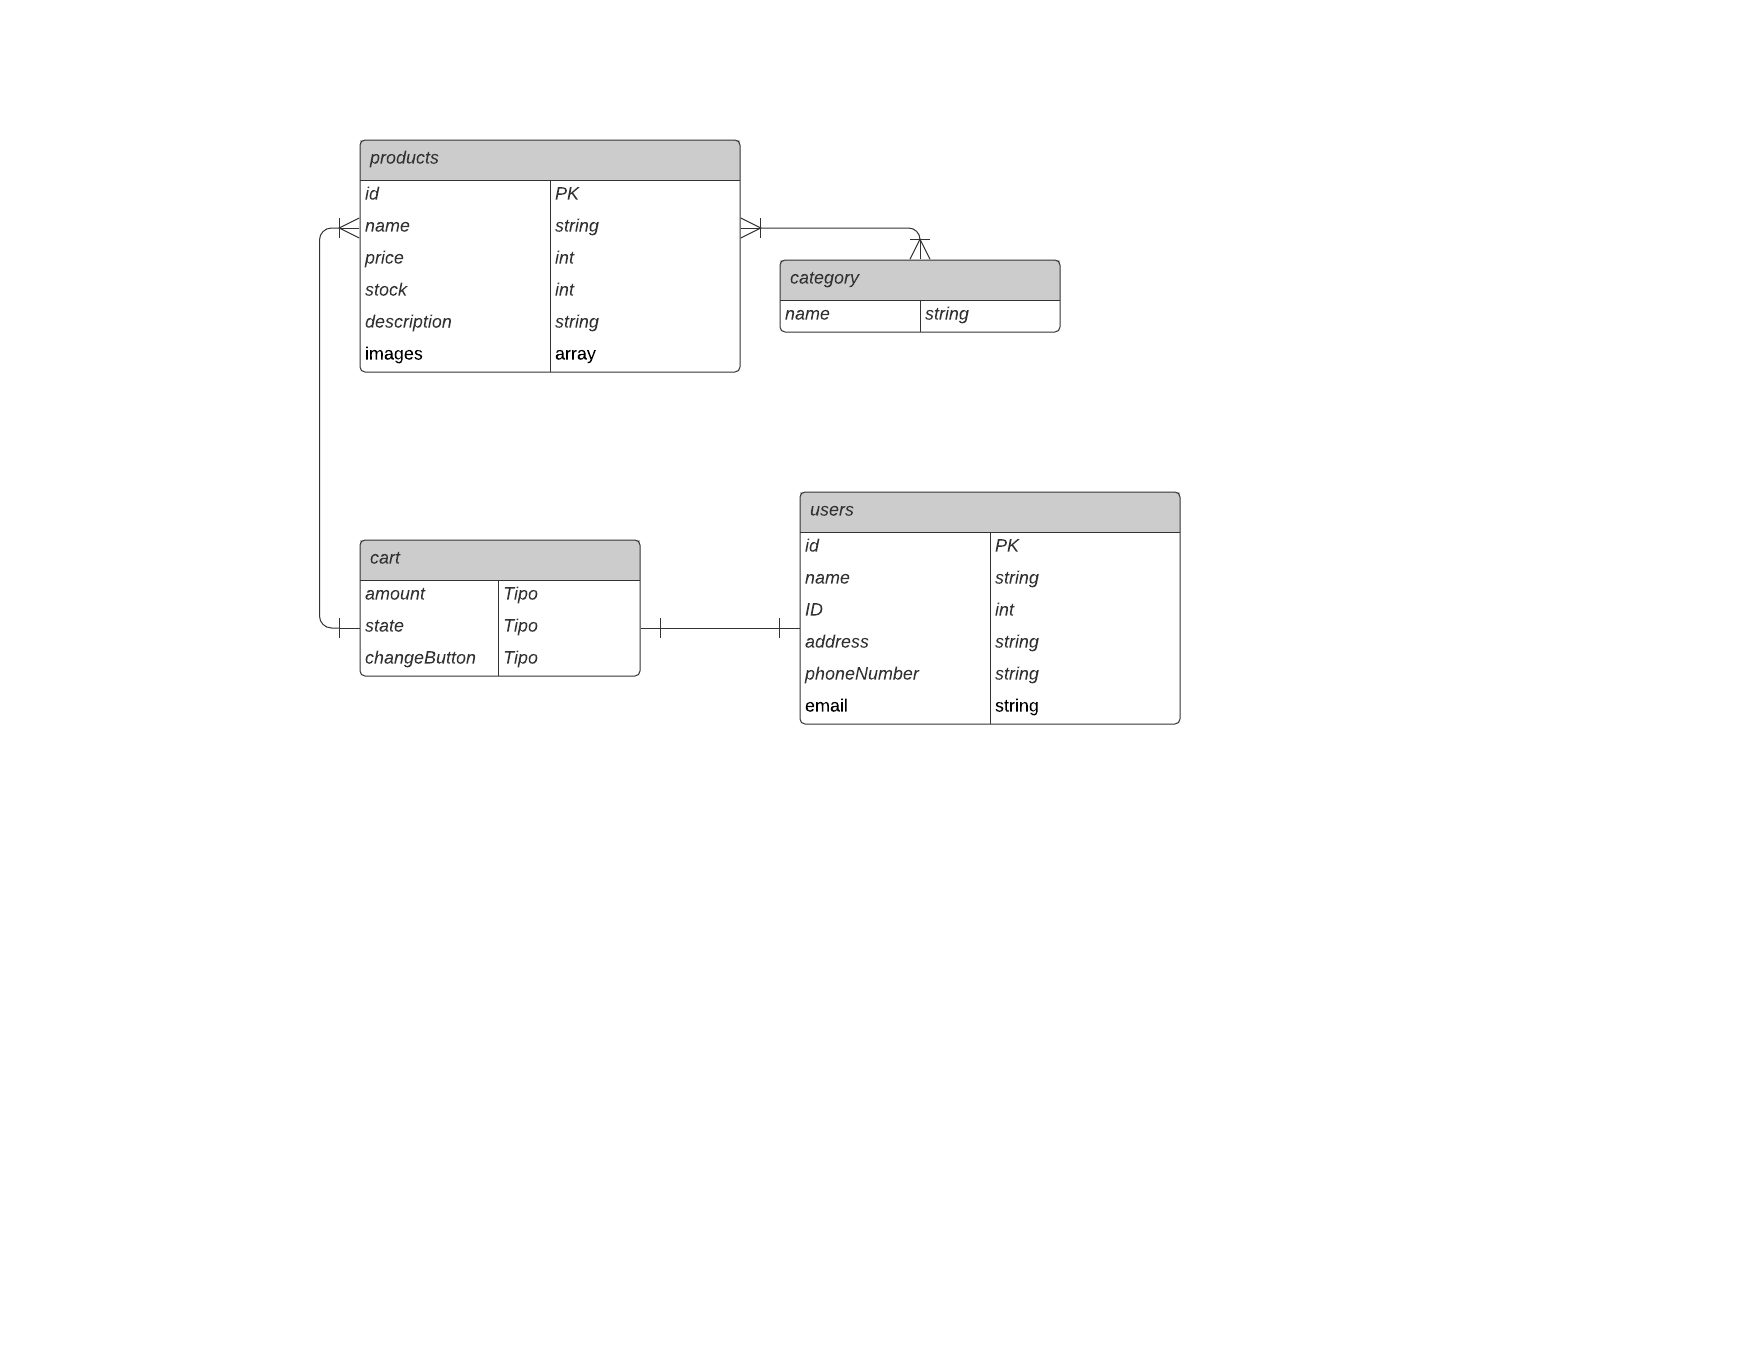 products
id PK
name string
price int
stock int
description string
images array
category
name string
users
id PK
name string
ID int
address string
phoneNumber string
email string
cart
amount Tipo
state Tipo
changeButton Tipo